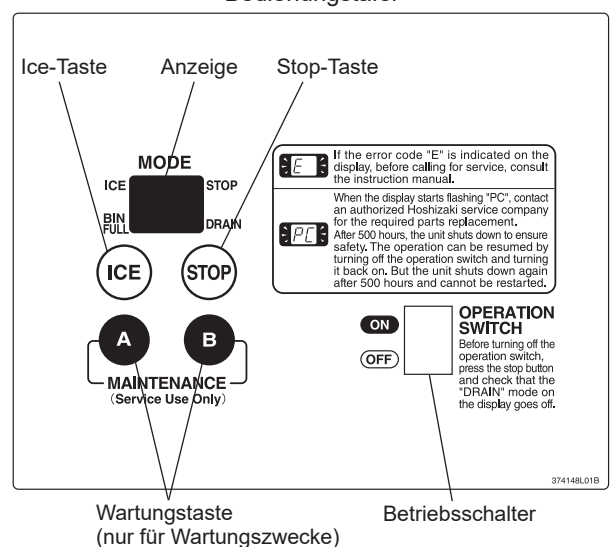 Bedienungstafel
Ice-Taste
Anzeige
Stop-Taste
MODE
ICE
STOP
BIN
FULL
DRAIN
ICE
STOP
A
B
MAINTENANCE
(Service Use Only)
E
If the error code "E" is indicated on the
display, before calling for service, consult
the instruction manual.
PC
When the display starts flashing "PC", contact
an authorized Hoshizaki service company
for the required parts replacement.
After 500 hours, the unit shuts down to ensure
safety. The operation can be resumed by
turning off the operation switch and turning
it back on. But the unit shuts down again
after 500 hours and cannot be restarted.
ON
OFF
OPERATION
SWITCH
Before turning off the
operation switch,
press the stop button
and check that the
"DRAIN" mode on
the display goes off.
374148L01B
Wartungstaste
(nur für Wartungszwecke)
Betriebsschalter